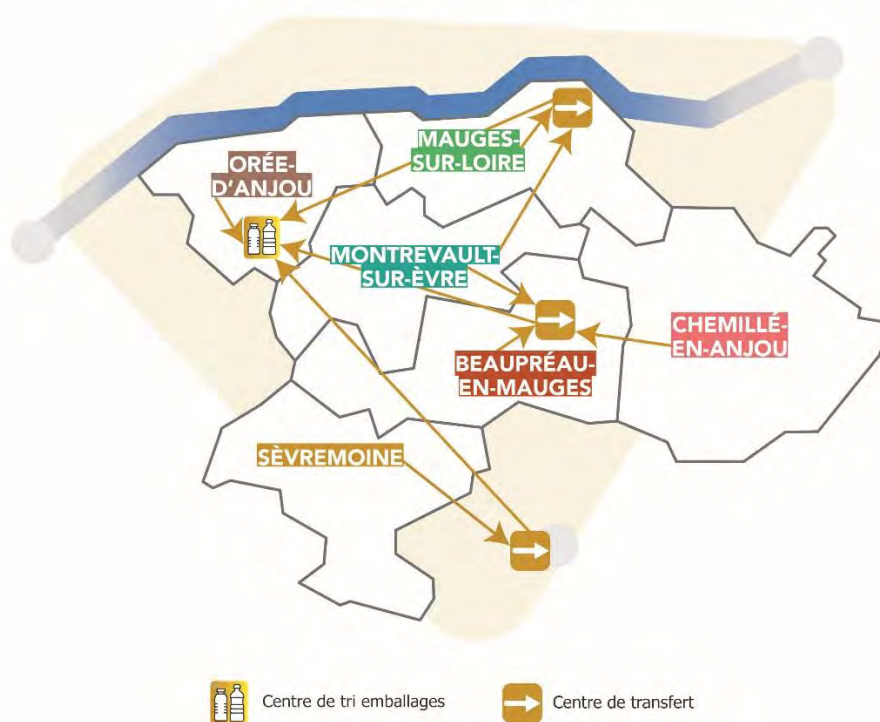 MAUGES-
SUR-LOIRE
ORÉE-
D'ANJOU
MONTREVAULT-
SUR-ÈVRE
CHEMILLÉ-
EN-ANJOU
BEAUPRÉAU-
EN-MAUGES
SÈVREMOINE
Centre de tri emballages
Centre de transfert